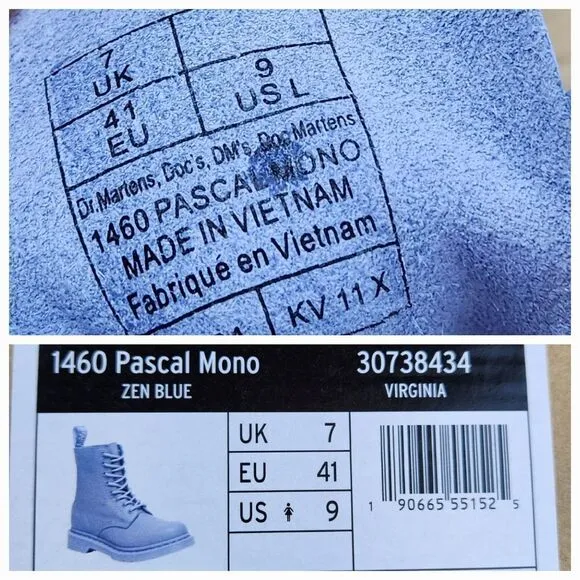 7
UK
41
EU
9
US L
Dr.Martens, Doc's, DM's, Doc Martens
1460 PASCAL MONO
MADE IN VIETNAM
Fabriqué en Vietnam
KV 11 X
1460 Pascal Mono
30738434
ZEN BLUE
VIRGINIA
UK 7
EU 41
US 9
1 90665 55152 5